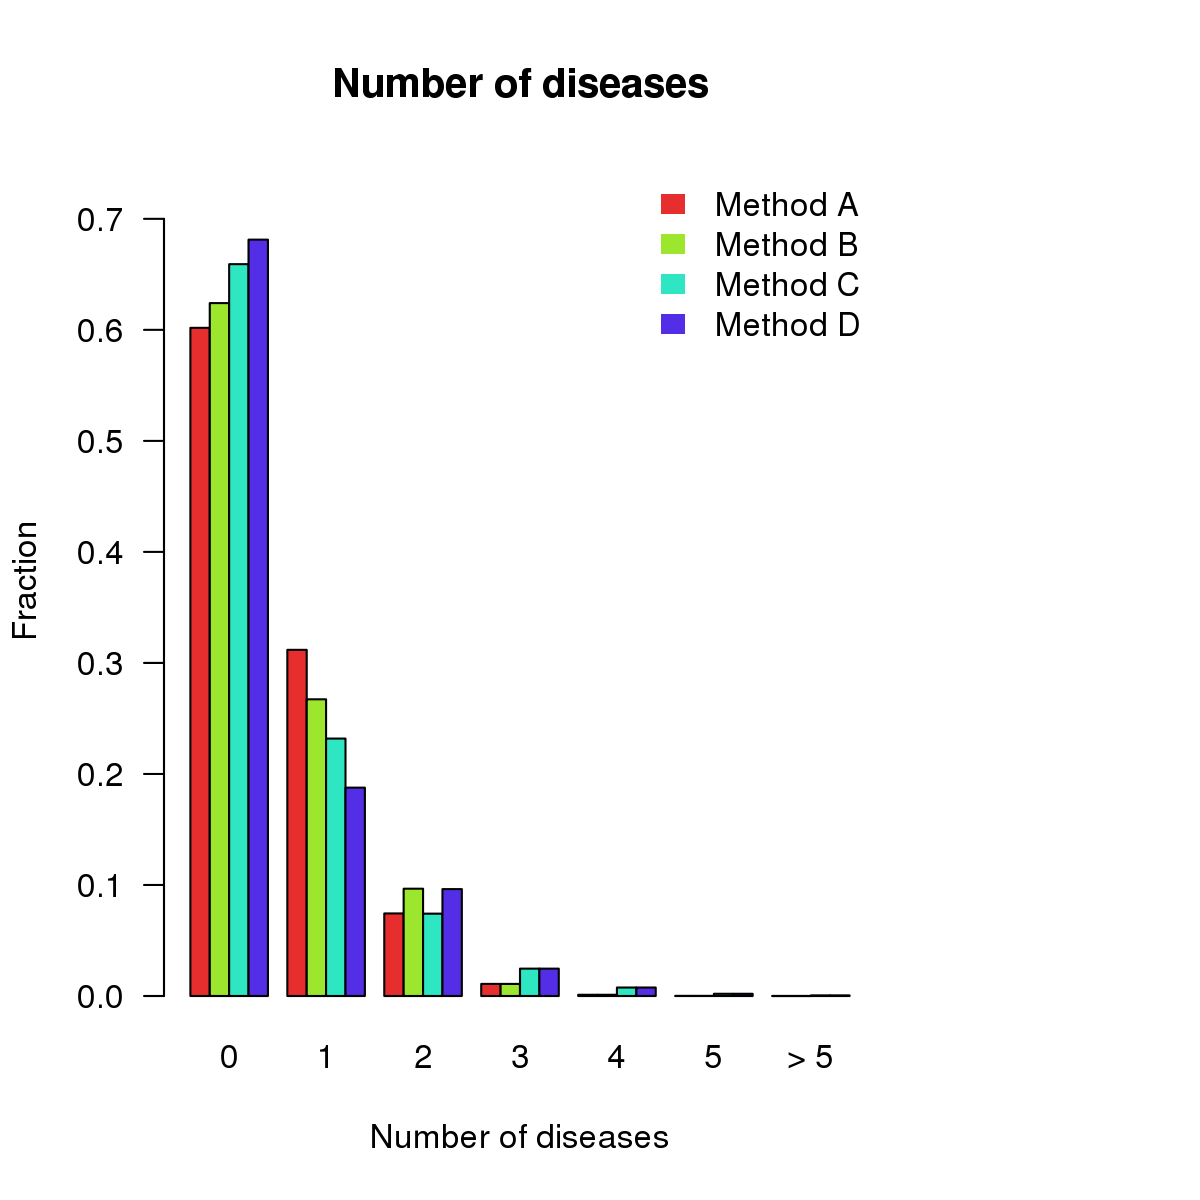 Number of diseases
Method A
Method B
Method C
Method D
0.7
0.6
0.5
0.4
0.3
0.2
0.1
0.0
Fraction
0 1 2 3 4 5 > 5
Number of diseases